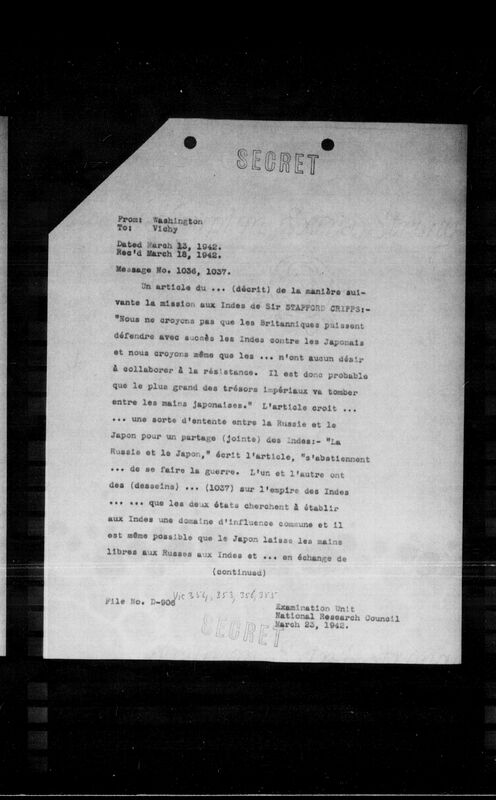 SECRET
From: Washington
To: Vichy
Dated March 13, 1942.
Rec'd March 18, 1942.
Message No. 1036, 1037.
Un article du ... (décrit) de la manière sui-
vante la mission aux Indes de Sir STAFFORD CRIPPS:-
"Nous ne croyons pas que les Britanniques puissent
défendre avec succès les Indes contre les Japonais
et nous croyons même que les ... n'ont aucun désir
à collaborer à la résistance. Il est donc probable
que le plus grand des trésors impériaux va tomber
entre les mains japonaises." L'article croit ...
... une sorte d'entente entre la Russie et le
Japon pour un partage (jointe) des Indes:- "La
Russie et le Japon," écrit l'article, "s'abstiennent
... de se faire la guerre. L'un et l'autre ont
des (desseins) ... (1037) sur l'empire des Indes
... ... que les deux états cherchent à établir
aux Indes une domaine d'influence commune et il
est même possible que le Japon laisse les mains
libres aux Russes aux Indes et ... en échange de
(continued)
File No. D-906
Vic 354, 353, 356, 355
Examination Unit
National Research Council
March 23, 1942.
SECRET